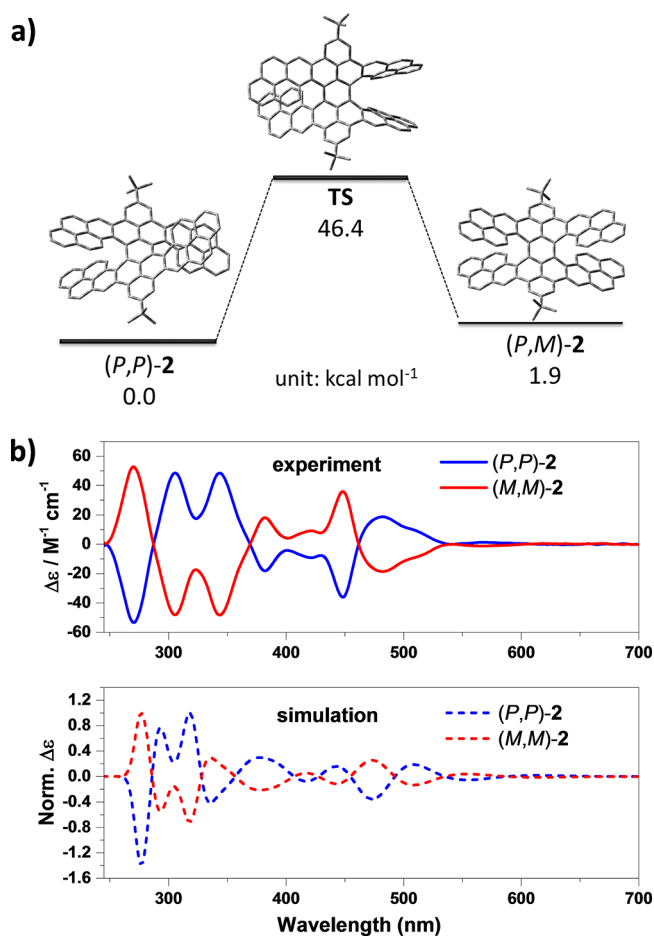 a)
TS
46.4
(P,P)-2
0.0
unit: kcal mol-1
(P,M)-2
1.9
b)
experiment
(P,P)-2
(M,M)-2
Δε / M-1 cm-1
60
40
20
0
-20
-40
-60
300 400 500 600 700
simulation
(P,P)-2
(M,M)-2
Norm. Δε
1.2
0.8
0.4
0.0
-0.4
-0.8
-1.2
-1.6
300 400 500 600 700
Wavelength (nm)